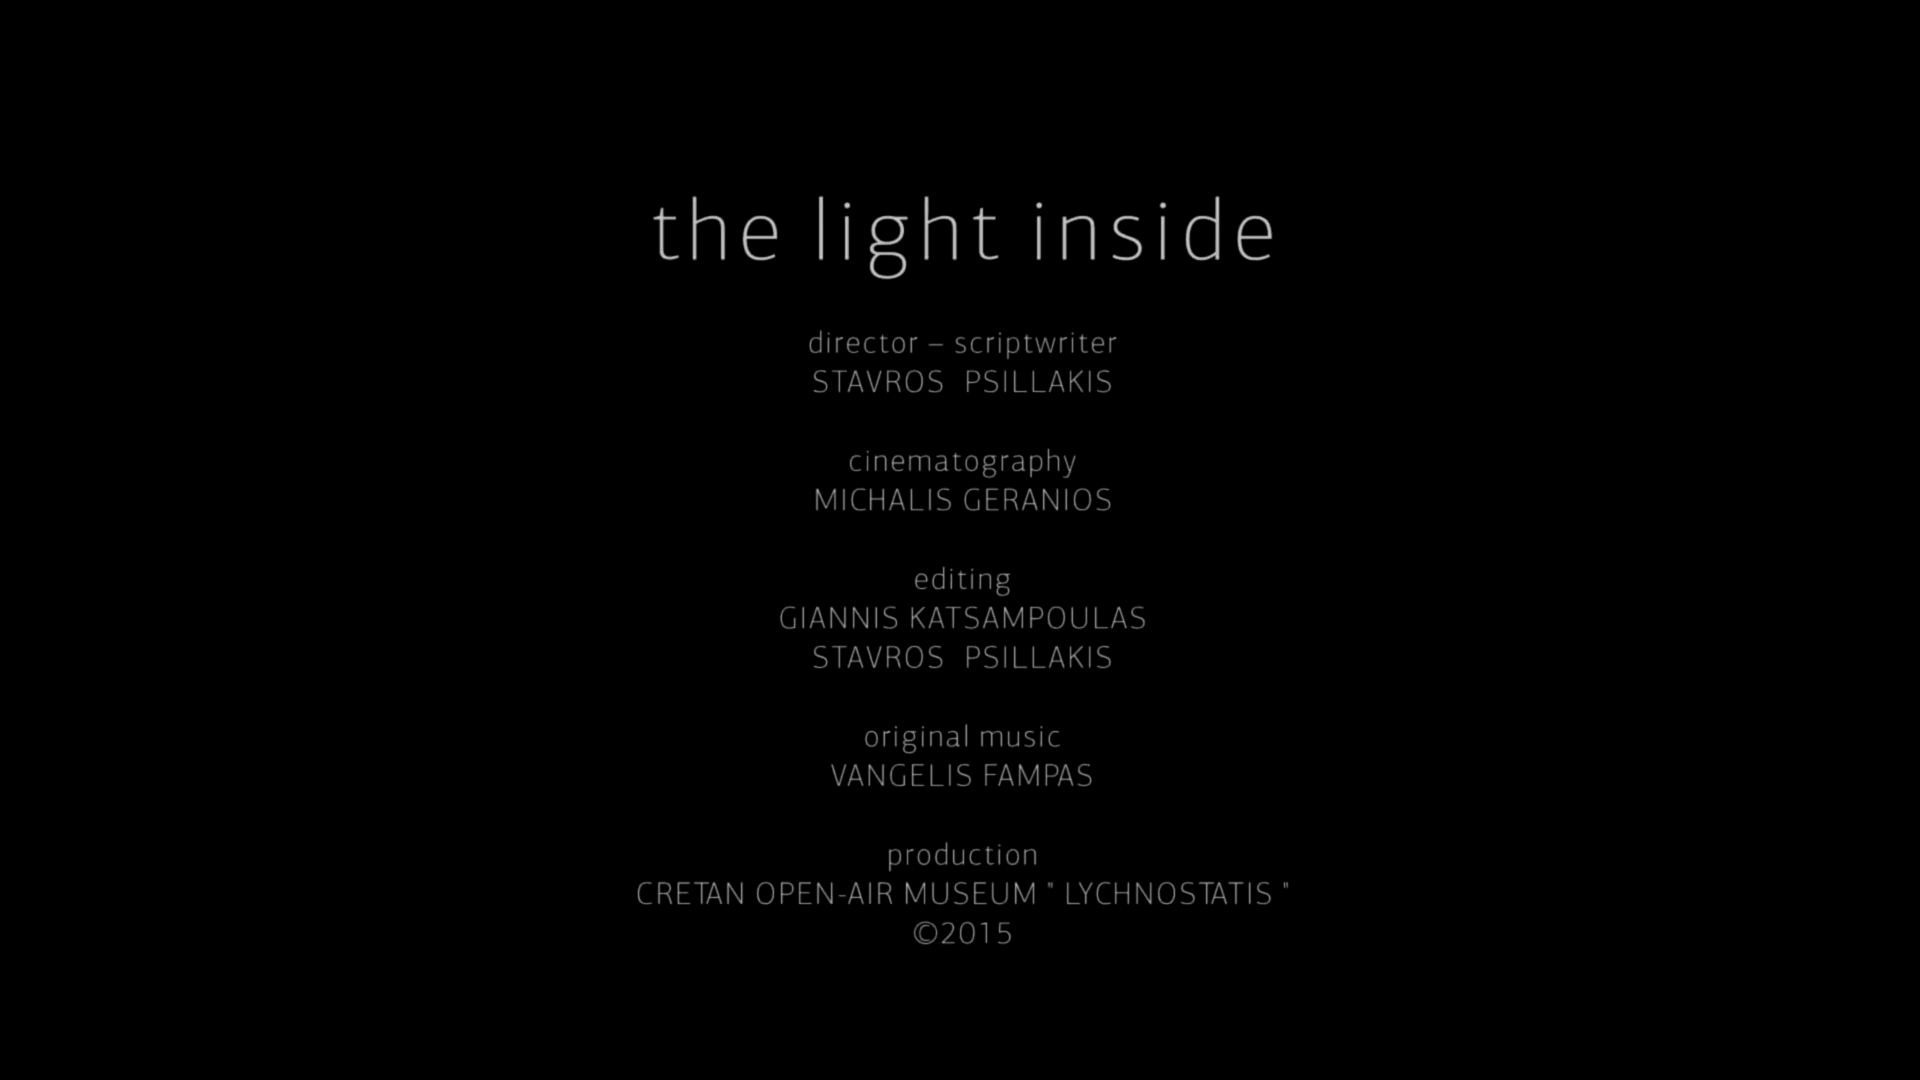 the light inside
director – scriptwriter
STAVROS PSILLAKIS
cinematography
MICHALIS GERANIOS
editing
GIANNIS KATSAMPOULAS
STAVROS PSILLAKIS
original music
VANGELIS FAMPAS
production
CRETAN OPEN-AIR MUSEUM " LYCHNOSTATIS "
©2015